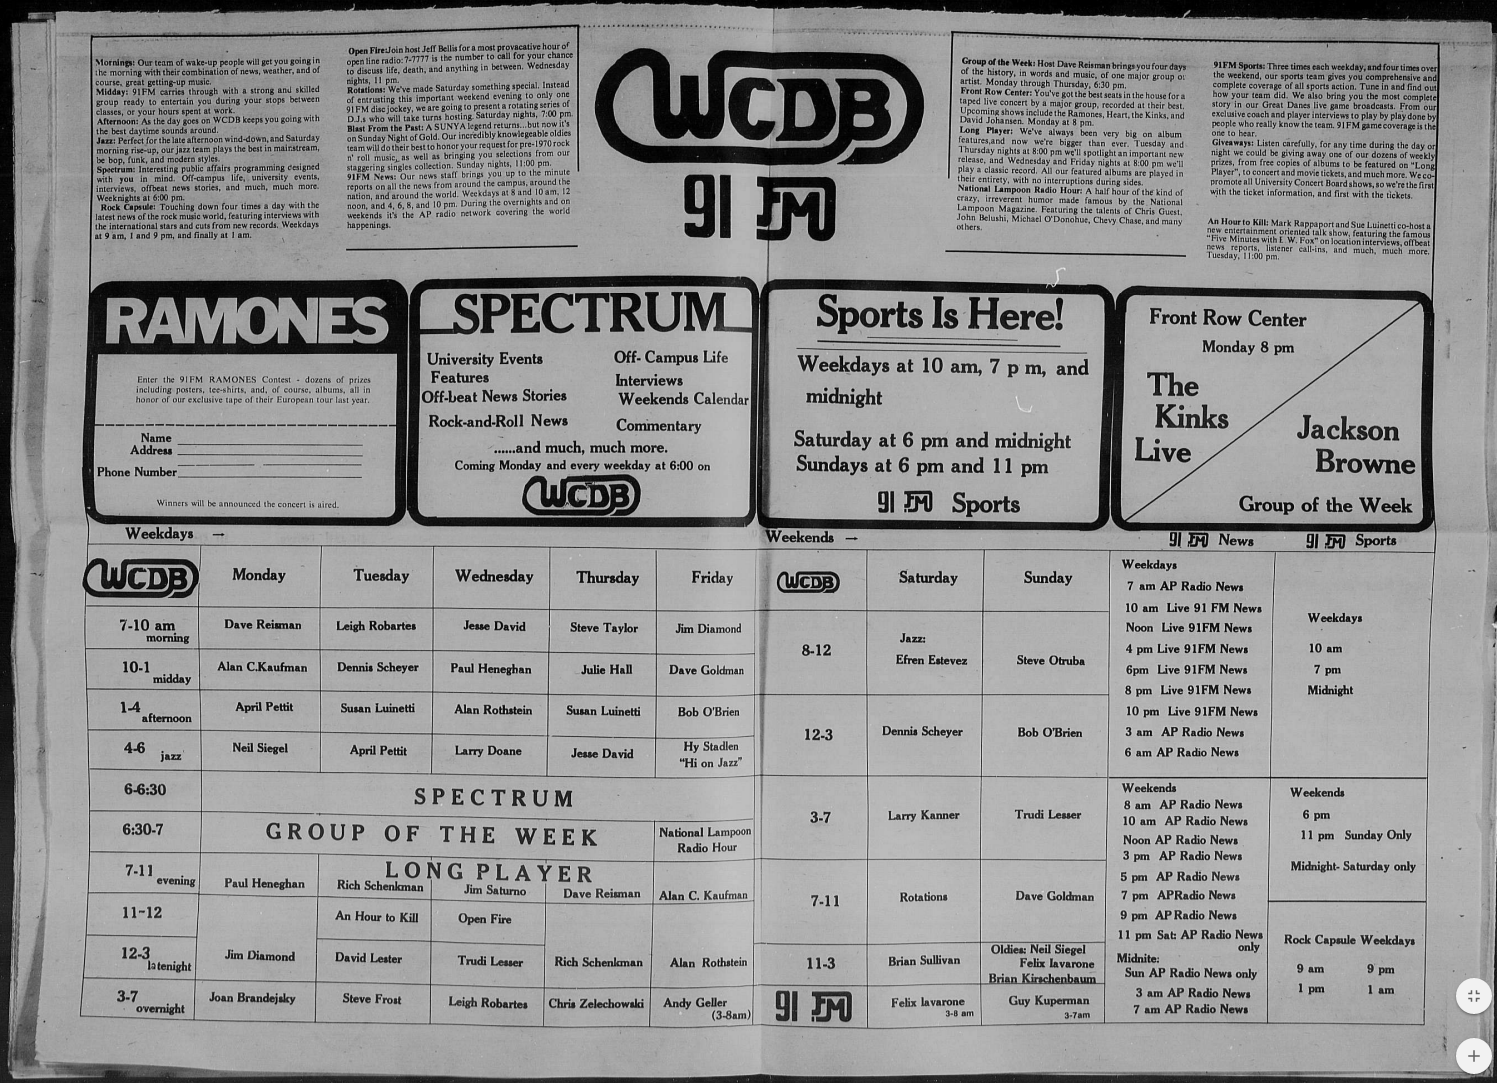 Mornings: Our team of wake-up people will get you going in
the morning with their combination of news, weather, and of
course, great getting-up music.
Midday: 91FM carries through with a strong and skilled
group ready to entertain you during your stops between
classes, or your hours spent at work.
Afternoon: As the day goes on WCDB keeps you going with
the best daytime sounds around.
Jazz: Perfect for the late afternoon wind-down, and Saturday
morning rise-up, our jazz team plays the best in mainstream,
be bop, funk, and modern styles.
Spectrum: Interesting public affairs programming designed
with you in mind. Off-campus life, university events,
interviews, offbeat news stories, and much, much more.
Weeknights at 6:00 pm.
Rock Capsule: Touching down four times a day with the
latest news of the rock music world, featuring interviews with
the international stars and cuts from new records. Weekdays
at 9 am, 1 and 9 pm, and finally at 1 am.
Open Fire:Join host Jeff Bellis for a most provacative hour of
open line radio: 7-7777 is the number to call for your chance
to discuss life, death, and anything in between. Wednesday
nights, 11 pm.
Rotations: We've made Saturday something special. Instead
of entrusting this important weekend evening to only one
91FM disc jockey, we are going to present a rotating series of
D.J.s who will take turns hosting. Saturday nights, 7:00 pm.
Blast From the Past: A SUNYA legend returns...but now it's
on Sunday Night of Gold. Our incredibly knowlegeable oldies
team will do their best to honor your request for pre-1970 rock
n' roll music, as well as bringing you selections from our
staggering singles collection. Sunday nights, 11:00 pm.
91FM News: Our news staff brings you up to the minute
reports on all the news from around the campus, around the
nation, and around the world. Weekdays at 8 and 10 am, 12
noon, and 4, 6, 8, and 10 pm. During the overnights and on
weekends it's the AP radio network covering the world
happenings.
WCDB
91 FM
Group of the Week: Host Dave Reisman brings you four days
of the history, in words and music, of one major group or
artist. Monday through Thursday, 6:30 pm.
Front Row Center: You've got the best seats in the house for a
taped live concert by a major group, recorded at their best.
Upcoming shows include the Ramones, Heart, the Kinks, and
David Johansen. Monday at 8 pm.
Long Player: We've always been very big on album
features,and now we're bigger than ever. Tuesday and
Thursday nights at 8:00 pm we'll spotlight an important new
release, and Wednesday and Friday nights at 8:00 pm we'll
play a classic record. All our featured albums are played in
their entirety, with no interruptions during sides.
National Lampoon Radio Hour: A half hour of the kind of
crazy, irreverent humor made famous by the National
Lampoon Magazine. Featuring the talents of Chris Guest,
John Belushi, Michael O'Donohue, Chevy Chase, and many
others.
91FM Sports: Three times each weekday, and four times over
the weekend, our sports team gives you comprehensive and
complete coverage of all sports action. Tune in and find out
how your team did. We also bring you the most complete
story in our Great Danes live game broadcasts. From our
exclusive coach and player interviews to play by play done by
people who really know the team. 91FM game coverage is the
one to hear.
Giveaways: Listen carefully, for any time during the day or
night we could be giving away one of our dozens of weekly
prizes, from free copies of albums to be featured on "Long
Player", to concert and movie tickets, and much more. We co-
promote all University Concert Board shows, so we're the first
with the ticket information, and first with the tickets.
An Hour to Kill: Mark Rappaport and Sue Luinetti co-host a
new entertainment oriented talk show, featuring the famous
"Five Minutes with I. W. Fox" on location interviews, offbeat
news reports, listener call-ins, and much, much more.
Tuesday, 11:00 pm.
RAMONES
Enter the 91FM RAMONES Contest - dozens of prizes
including posters, tee-shirts, and, of course, albums, all in
honor of our exclusive tape of their European tour last year.
Name
Address
Phone Number
Winners will be announced the concert is aired.
SPECTRUM
University Events Off- Campus Life
Features Interviews
Off-beat News Stories Weekends Calendar
Rock-and-Roll News Commentary
......and much, much more.
Coming Monday and every weekday at 6:00 on
WCDB
Sports Is Here!
Weekdays at 10 am, 7 p m, and
midnight
Saturday at 6 pm and midnight
Sundays at 6 pm and 11 pm
91 FM Sports
Front Row Center
Monday 8 pm
The
Kinks
Live
Jackson
Browne
Group of the Week
Weekdays →
WCDB Monday Tuesday Wednesday Thursday Friday
7-10 am morning Dave Reisman Leigh Robartes Jesse David Steve Taylor Jim Diamond
10-1 midday Alan C.Kaufman Dennis Scheyer Paul Heneghan Julie Hall Dave Goldman
1-4 afternoon April Pettit Susan Luinetti Alan Rothstein Susan Luinetti Bob O'Brien
4-6 jazz Neil Siegel April Pettit Larry Doane Jesse David Hy Stadlen "Hi on Jazz"
6-6:30 SPECTRUM
6:30-7 GROUP OF THE WEEK National Lampoon Radio Hour
LONG PLAYER
7-11 evening Paul Heneghan Rich Schenkman Jim Saturno Dave Reisman Alan C. Kaufman
11-12 An Hour to Kill Open Fire
12-3 latenight Jim Diamond David Lester Trudi Lesser Rich Schenkman Alan Rothstein
3-7 overnight Joan Brandejsky Steve Frost Leigh Robartes Chris Zelechowski Andy Geller (3-8am)
Weekends →
WCDB Saturday Sunday
8-12 Jazz: Efren Estevez Steve Otruba
12-3 Dennis Scheyer Bob O'Brien
3-7 Larry Kanner Trudi Lesser
7-11 Rotations Dave Goldman
11-3 Brian Sullivan Oldies: Neil Siegel Felix Iavarone Brian Kirschenbaum
91 FM Felix Iavarone 3-8 am Guy Kuperman 3-7am
91 FM News
Weekdays
7 am AP Radio News
10 am Live 91 FM News
Noon Live 91FM News
4 pm Live 91FM News
6pm Live 91FM News
8 pm Live 91FM News
10 pm Live 91FM News
3 am AP Radio News
6 am AP Radio News
Weekends
8 am AP Radio News
10 am AP Radio News
Noon AP Radio News
3 pm AP Radio News
5 pm AP Radio News
7 pm APRadio News
9 pm AP Radio News
11 pm Sat: AP Radio News
only
Midnite:
Sun AP Radio News only
3 am AP Radio News
7 am AP Radio News
91 FM Sports
Weekdays
10 am
7 pm
Midnight
Weekends
6 pm
11 pm Sunday Only
Midnight- Saturday only
Rock Capsule Weekdays
9 am 9 pm
1 pm 1 am